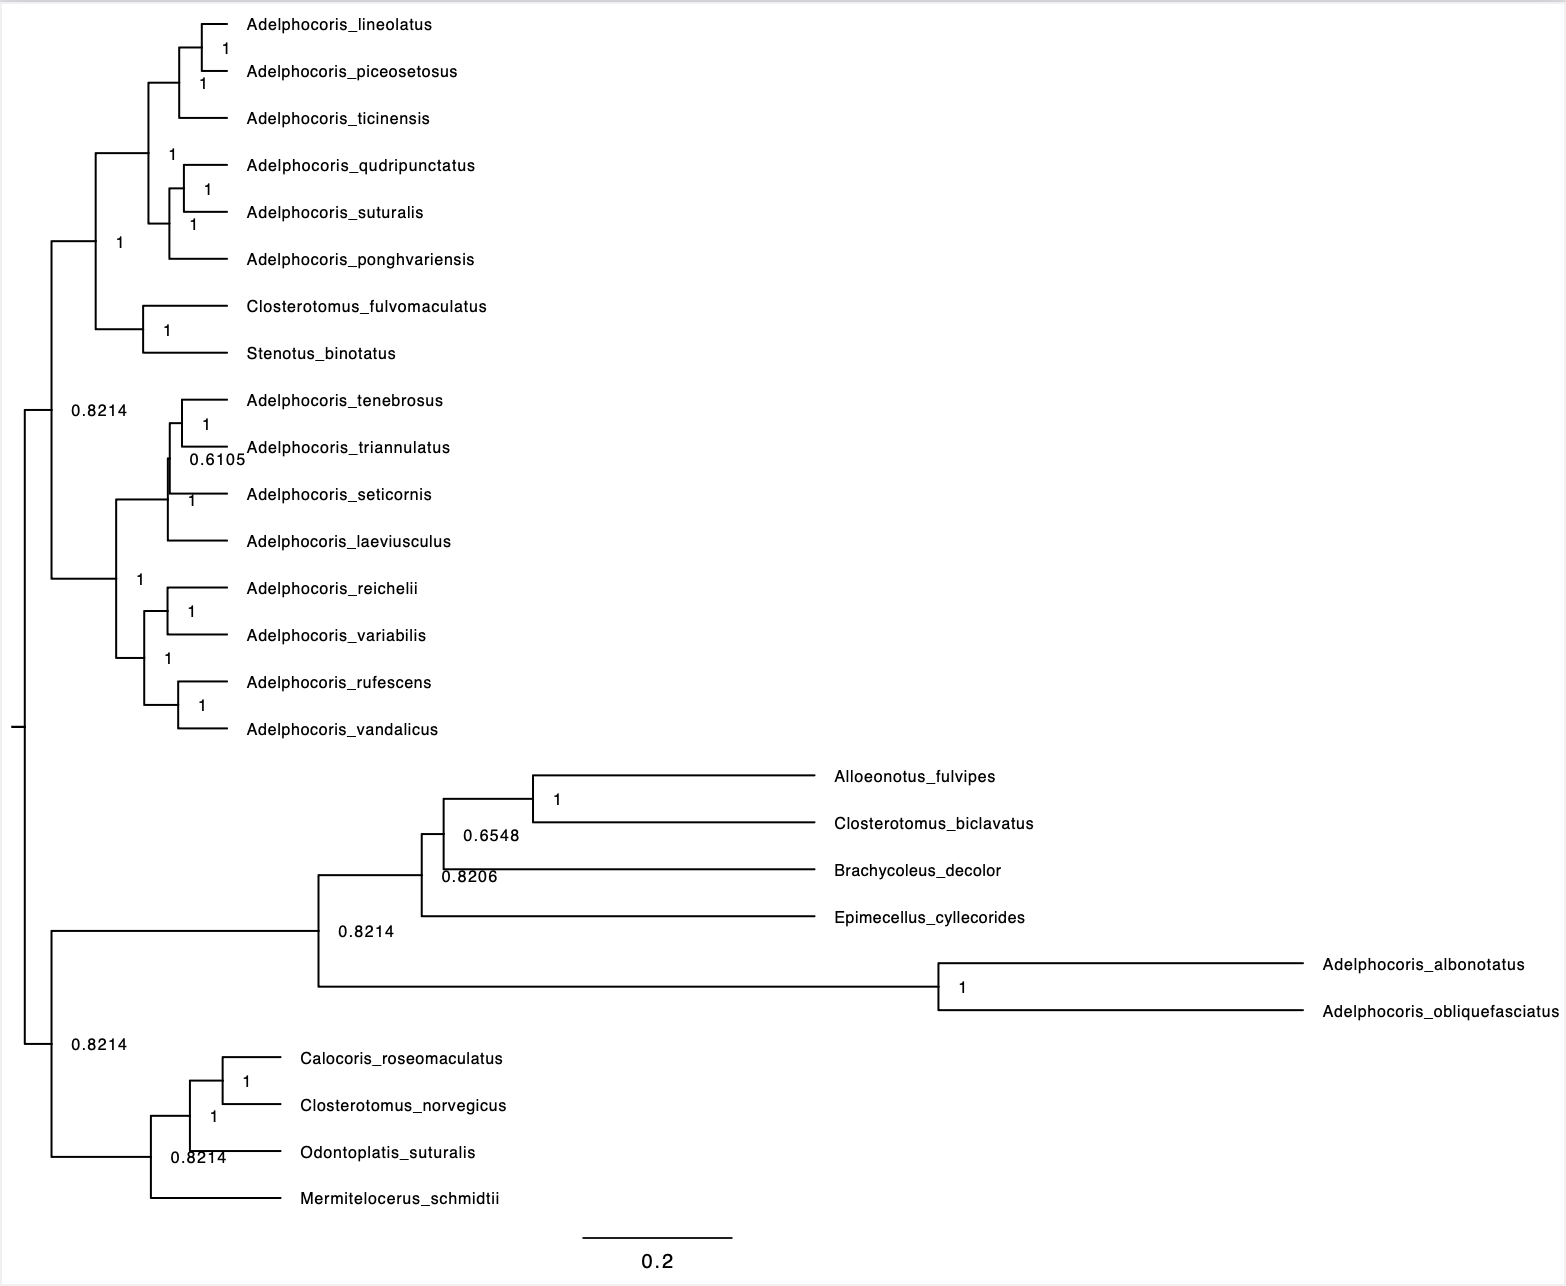 Adelphocoris_lineolatus
1
Adelphocoris_piceosetosus
1
Adelphocoris_ticinensis
1
Adelphocoris_qudripunctatus
1
Adelphocoris_suturalis
1
1
Adelphocoris_ponghvariensis
Closterotomus_fulvomaculatus
1
Stenotus_binotatus
Adelphocoris_tenebrosus
0.8214
1
Adelphocoris_triannulatus
0.6105
Adelphocoris_seticornis
1
Adelphocoris_laeviusculus
1
Adelphocoris_reichelii
1
Adelphocoris_variabilis
1
Adelphocoris_rufescens
1
Adelphocoris_vandalicus
Alloeonotus_fulvipes
1
Closterotomus_biclavatus
0.6548
Brachycoleus_decolor
0.8206
Epimecellus_cyllecorides
0.8214
Adelphocoris_albonotatus
1
Adelphocoris_obliquefasciatus
0.8214
Calocoris_roseomaculatus
1
Closterotomus_norvegicus
1
Odontoplatis_suturalis
0.8214
Mermitelocerus_schmidtii
0.2